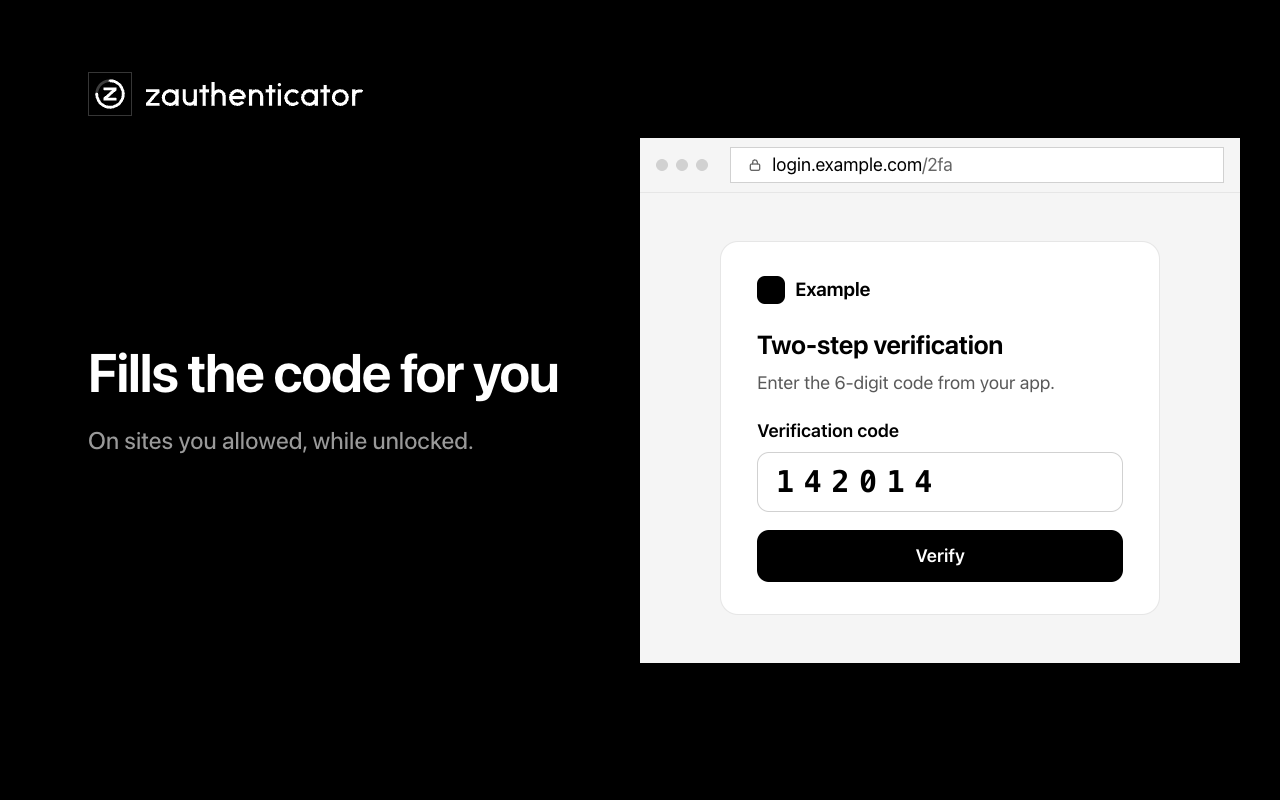 zauthenticator
Fills the code for you
On sites you allowed, while unlocked.
login.example.com/2fa
Example
Two-step verification
Enter the 6-digit code from your app.
Verification code
142014
Verify